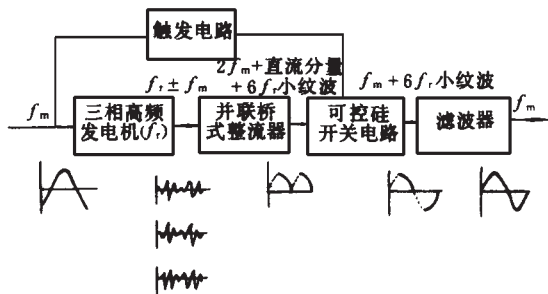 触发电路
2fm+直流分量
fr±fm
+6fr小纹波
fm+6fr小纹波
fm
三相高频
发电机(fr)
并联桥
式整流器
可控硅
开关电路
滤波器
fm